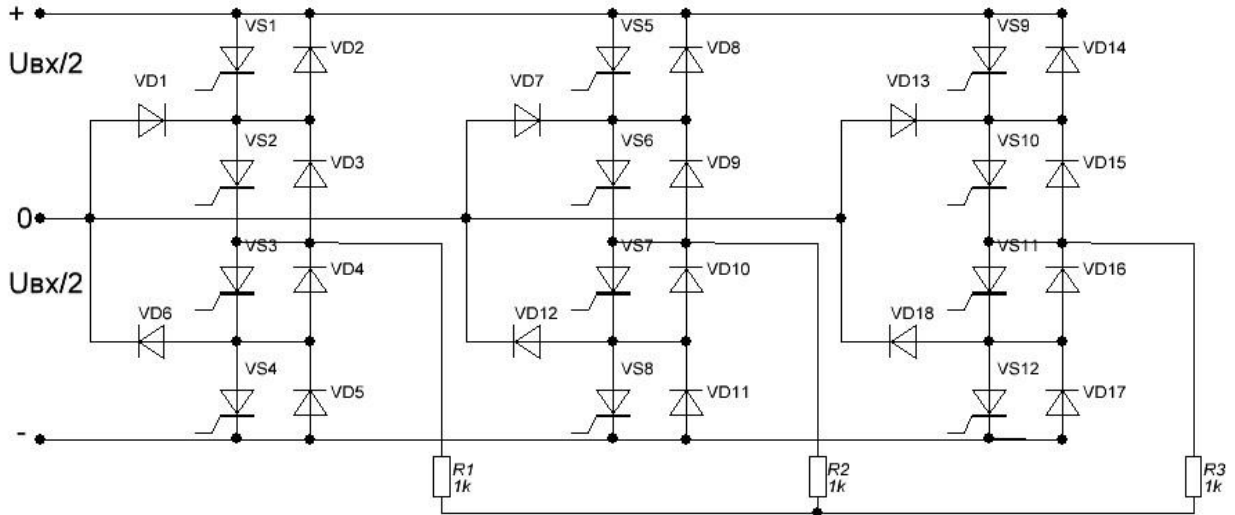 +
VS1
VS5
VS9
VD2
VD8
VD14
Uвх/2
VD1
VD7
VD13
VS2
VS6
VS10
VD3
VD9
VD15
0
VS3
VS7
VS11
VD4
VD10
VD16
Uвх/2
VD6
VD12
VD18
VS4
VS8
VS12
VD5
VD11
VD17
-
R1
1k
R2
1k
R3
1k